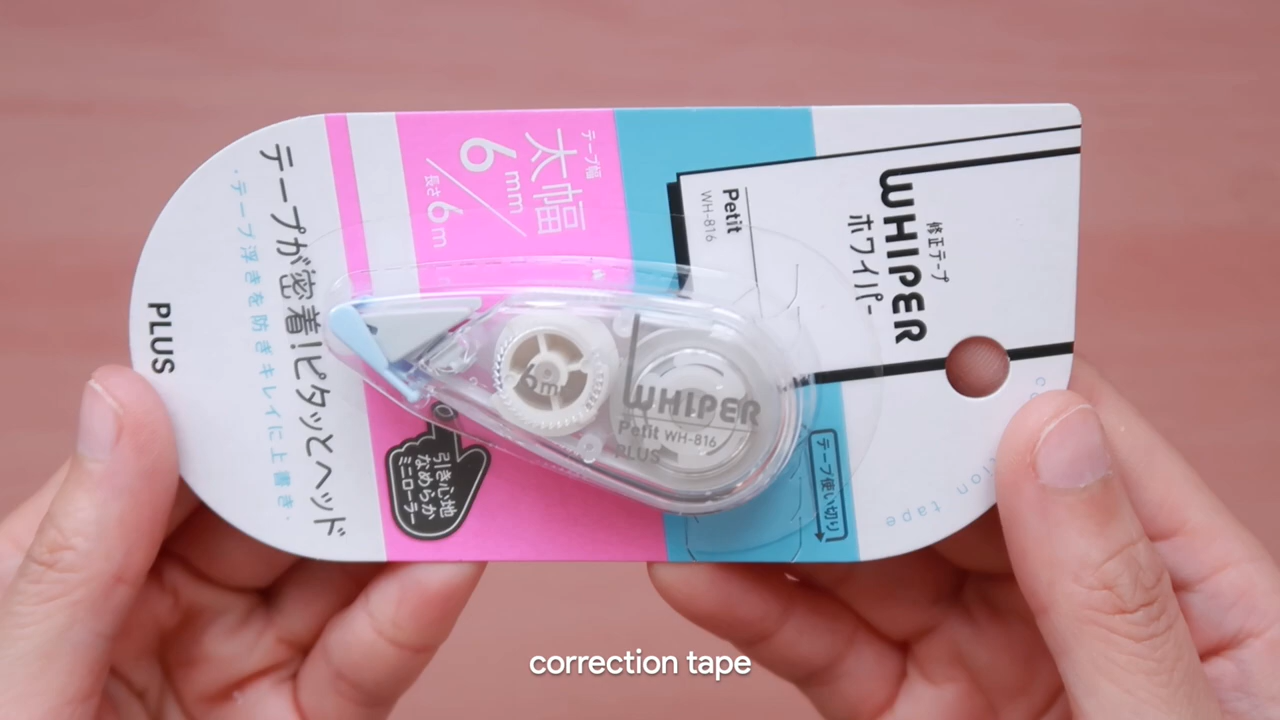 WHIPER
修正テープ
ホワイパー
Petit
WH-816
テープ幅
太幅
6mm
長さ6m
テープが密着!ピタッとヘッド
・テープ浮きを防ぎキレイに上書き・
PLUS
6m
WHIPER
Petit WH-816
PLUS
引き心地
なめらか
ミニローラー
テープ使い切り
tape
correction tape